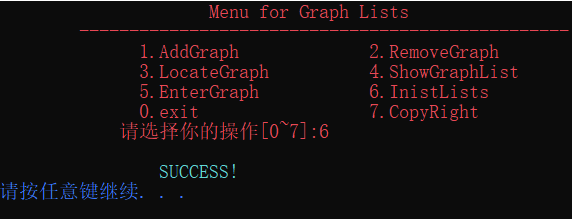 Menu for Graph Lists
-------------------------------------------------
1.AddGraph 2.RemoveGraph
3.LocateGraph 4.ShowGraphList
5.EnterGraph 6.InistLists
0.exit 7.CopyRight
请选择你的操作[0~7]:6
SUCCESS!
请按任意键继续. . .